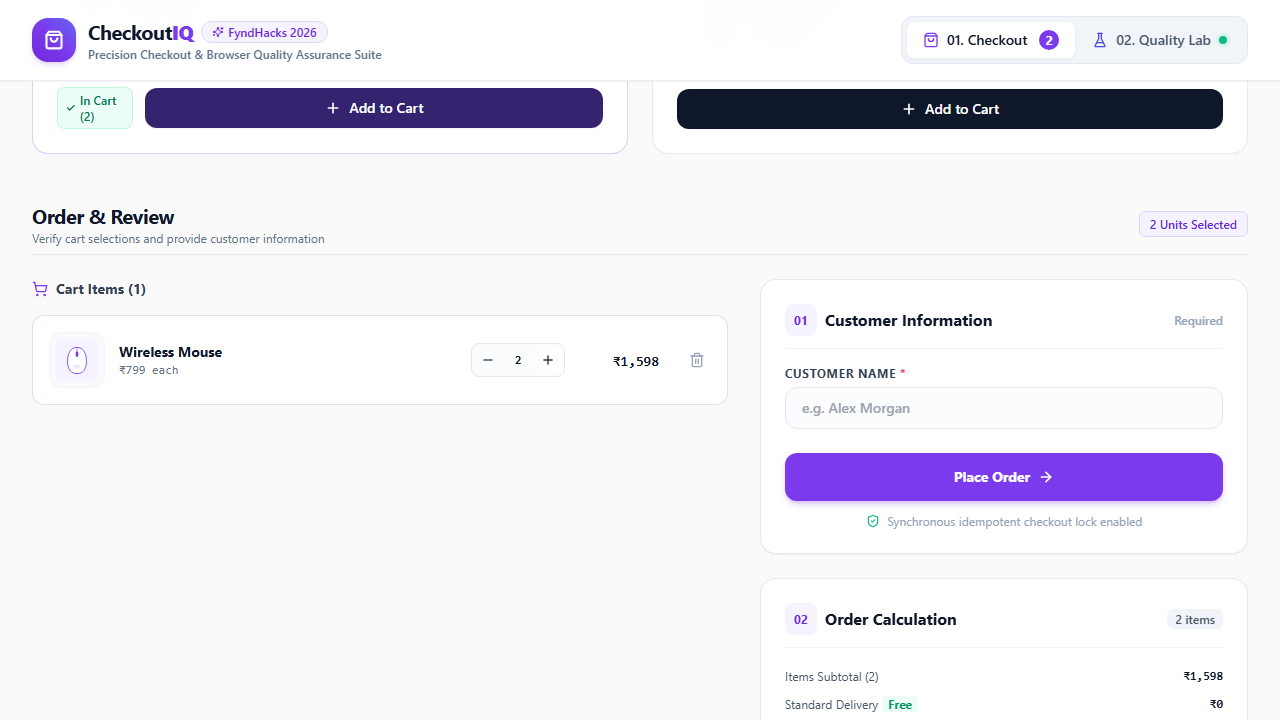 CheckoutIQ FyndHacks 2026
Precision Checkout & Browser Quality Assurance Suite
01. Checkout 2 02. Quality Lab
In Cart
(2)
Add to Cart
Add to Cart
Order & Review
Verify cart selections and provide customer information
2 Units Selected
Cart Items (1)
Wireless Mouse
₹799 each
2
₹1,598
01 Customer Information Required
CUSTOMER NAME *
e.g. Alex Morgan
Place Order
Synchronous idempotent checkout lock enabled
02 Order Calculation 2 items
Items Subtotal (2) ₹1,598
Standard Delivery Free ₹0